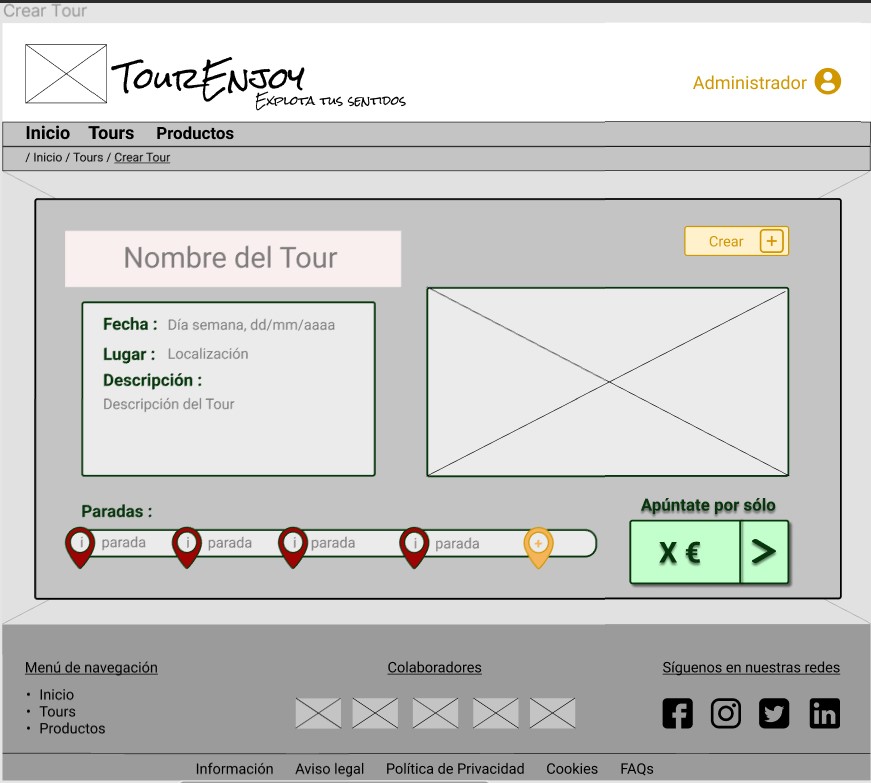 Crear Tour
TourEnjoy
Explota tus sentidos
Administrador
Inicio Tours Productos
/ Inicio / Tours / Crear Tour
Nombre del Tour
Crear +
Fecha : Día semana, dd/mm/aaaa
Lugar : Localización
Descripción :
Descripción del Tour
Paradas :
i parada i parada i parada i parada +
Apúntate por sólo
X € >
Menú de navegación
• Inicio
• Tours
• Productos
Colaboradores
Síguenos en nuestras redes
Información Aviso legal Política de Privacidad Cookies FAQs